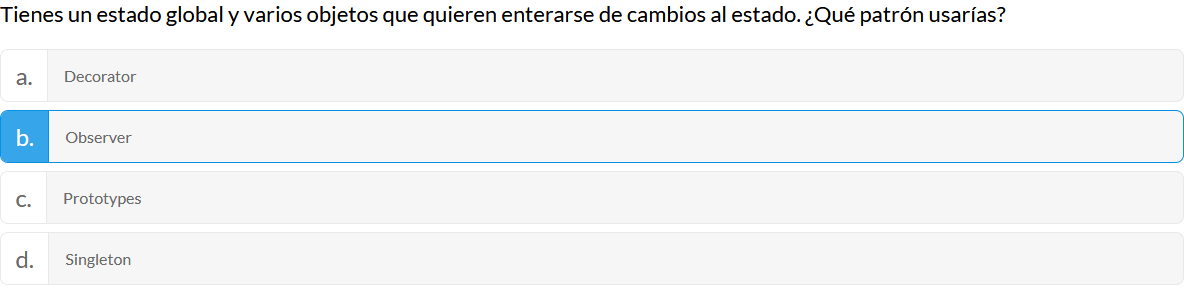 Tienes un estado global y varios objetos que quieren enterarse de cambios al estado. ¿Qué patrón usarías?
a. Decorator
b. Observer
c. Prototypes
d. Singleton